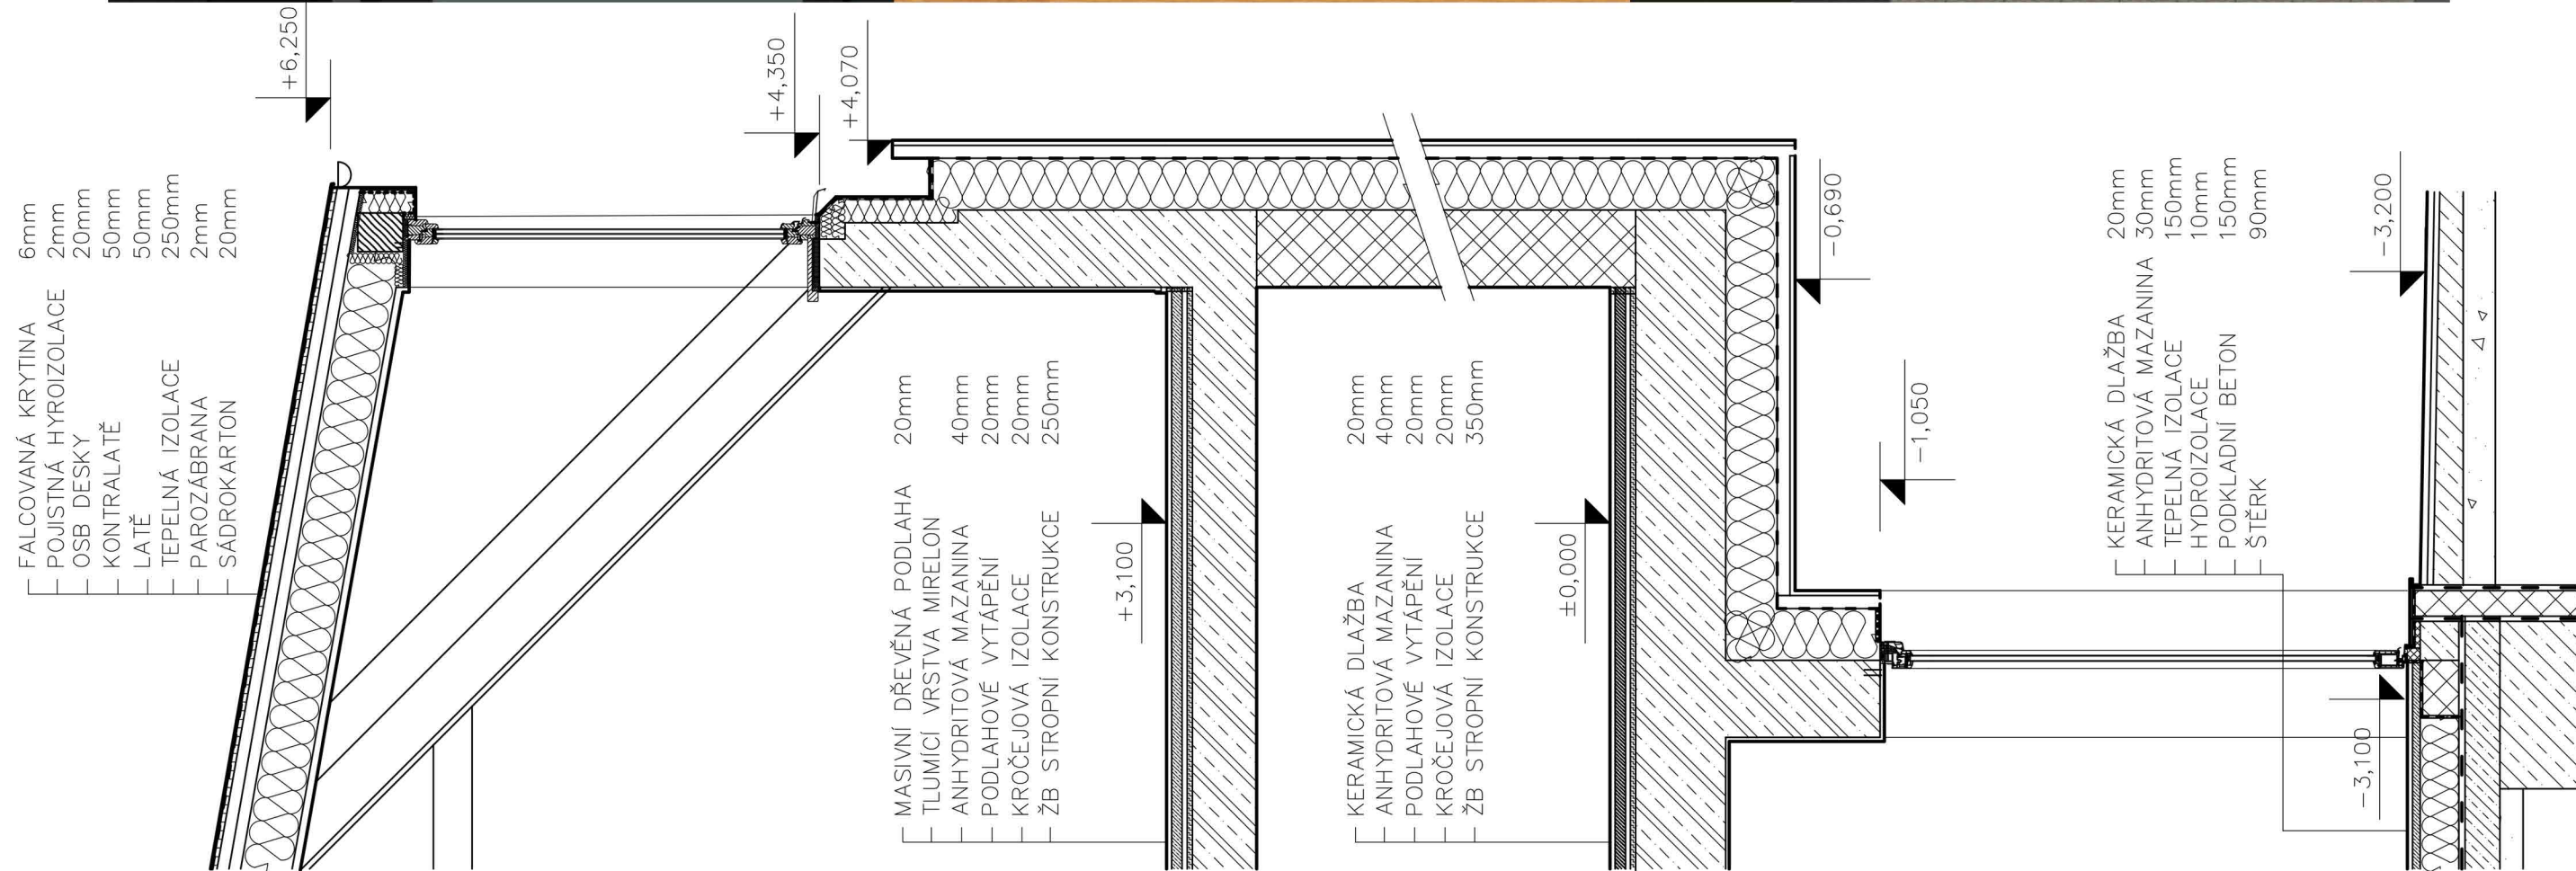 +6,250
+4,350
+4,070
FALCOVANÁ KRYTINA 6mm
POJISTNÁ HYROIZOLACE 2mm
OSB DESKY 20mm
KONTRALATĚ 50mm
LATĚ 50mm
TEPELNÁ IZOLACE 250mm
PAROZÁBRANA 2mm
SÁDROKARTON 20mm
MASIVNÍ DŘEVĚNÁ PODLAHA 20mm
TLUMÍCÍ VRSTVA MIRELON
ANHYDRITOVÁ MAZANINA 40mm
PODLAHOVÉ VYTÁPĚNÍ 20mm
KROČEJOVÁ IZOLACE 20mm
ŽB STROPNÍ KONSTRUKCE 250mm
+3,100
KERAMICKÁ DLAŽBA 20mm
ANHYDRITOVÁ MAZANINA 40mm
PODLAHOVÉ VYTÁPĚNÍ 20mm
KROČEJOVÁ IZOLACE 20mm
ŽB STROPNÍ KONSTRUKCE 350mm
±0,000
-0,690
-1,050
KERAMICKÁ DLAŽBA 20mm
ANHYDRITOVÁ MAZANINA 30mm
TEPELNÁ IZOLACE 150mm
HYDROIZOLACE 10mm
PODKLADNÍ BETON 150mm
ŠTĚRK 90mm
-3,200
-3,100